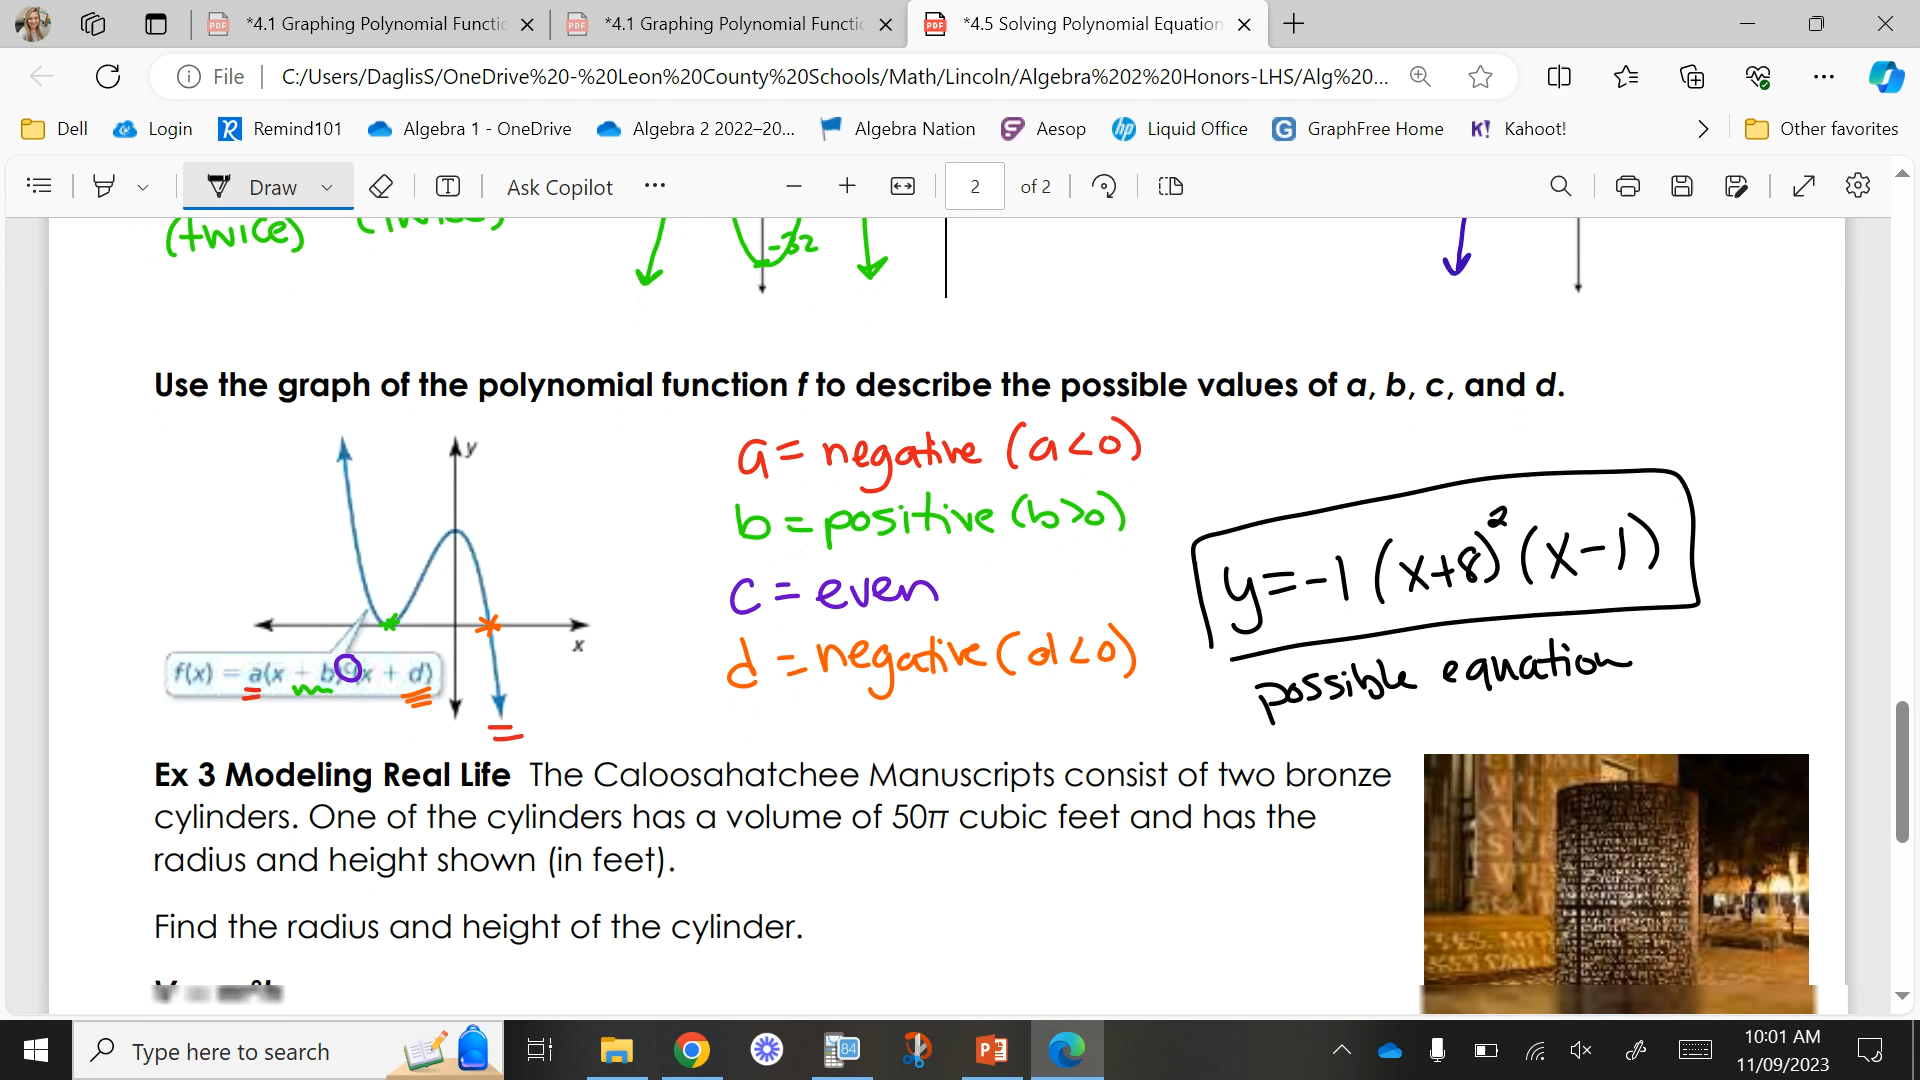 *4.1 Graphing Polynomial Functi
*4.1 Graphing Polynomial Functi
*4.5 Solving Polynomial Equation
File
C:/Users/DaglisS/OneDrive%20-%20Leon%20County%20Schools/Math/Lincoln/Algebra%202%20Honors-LHS/Alg%20...
Dell
Login
Remind101
Algebra 1 - OneDrive
Algebra 2 2022–20...
Algebra Nation
Aesop
Liquid Office
GraphFree Home
Kahoot!
Other favorites
Draw
Ask Copilot
2 of 2
(twice) (twice)
-32
Use the graph of the polynomial function f to describe the possible values of a, b, c, and d.
y
x
f(x) = a(x + b)ᶜ(x + d)
a = negative (a<0)
b = positive (b>0)
c = even
d = negative (d<0)
y=-1(x+8)²(x-1)
possible equation
Ex 3 Modeling Real Life The Caloosahatchee Manuscripts consist of two bronze
cylinders. One of the cylinders has a volume of 50π cubic feet and has the
radius and height shown (in feet).
Find the radius and height of the cylinder.
Type here to search
84
10:01 AM
11/09/2023